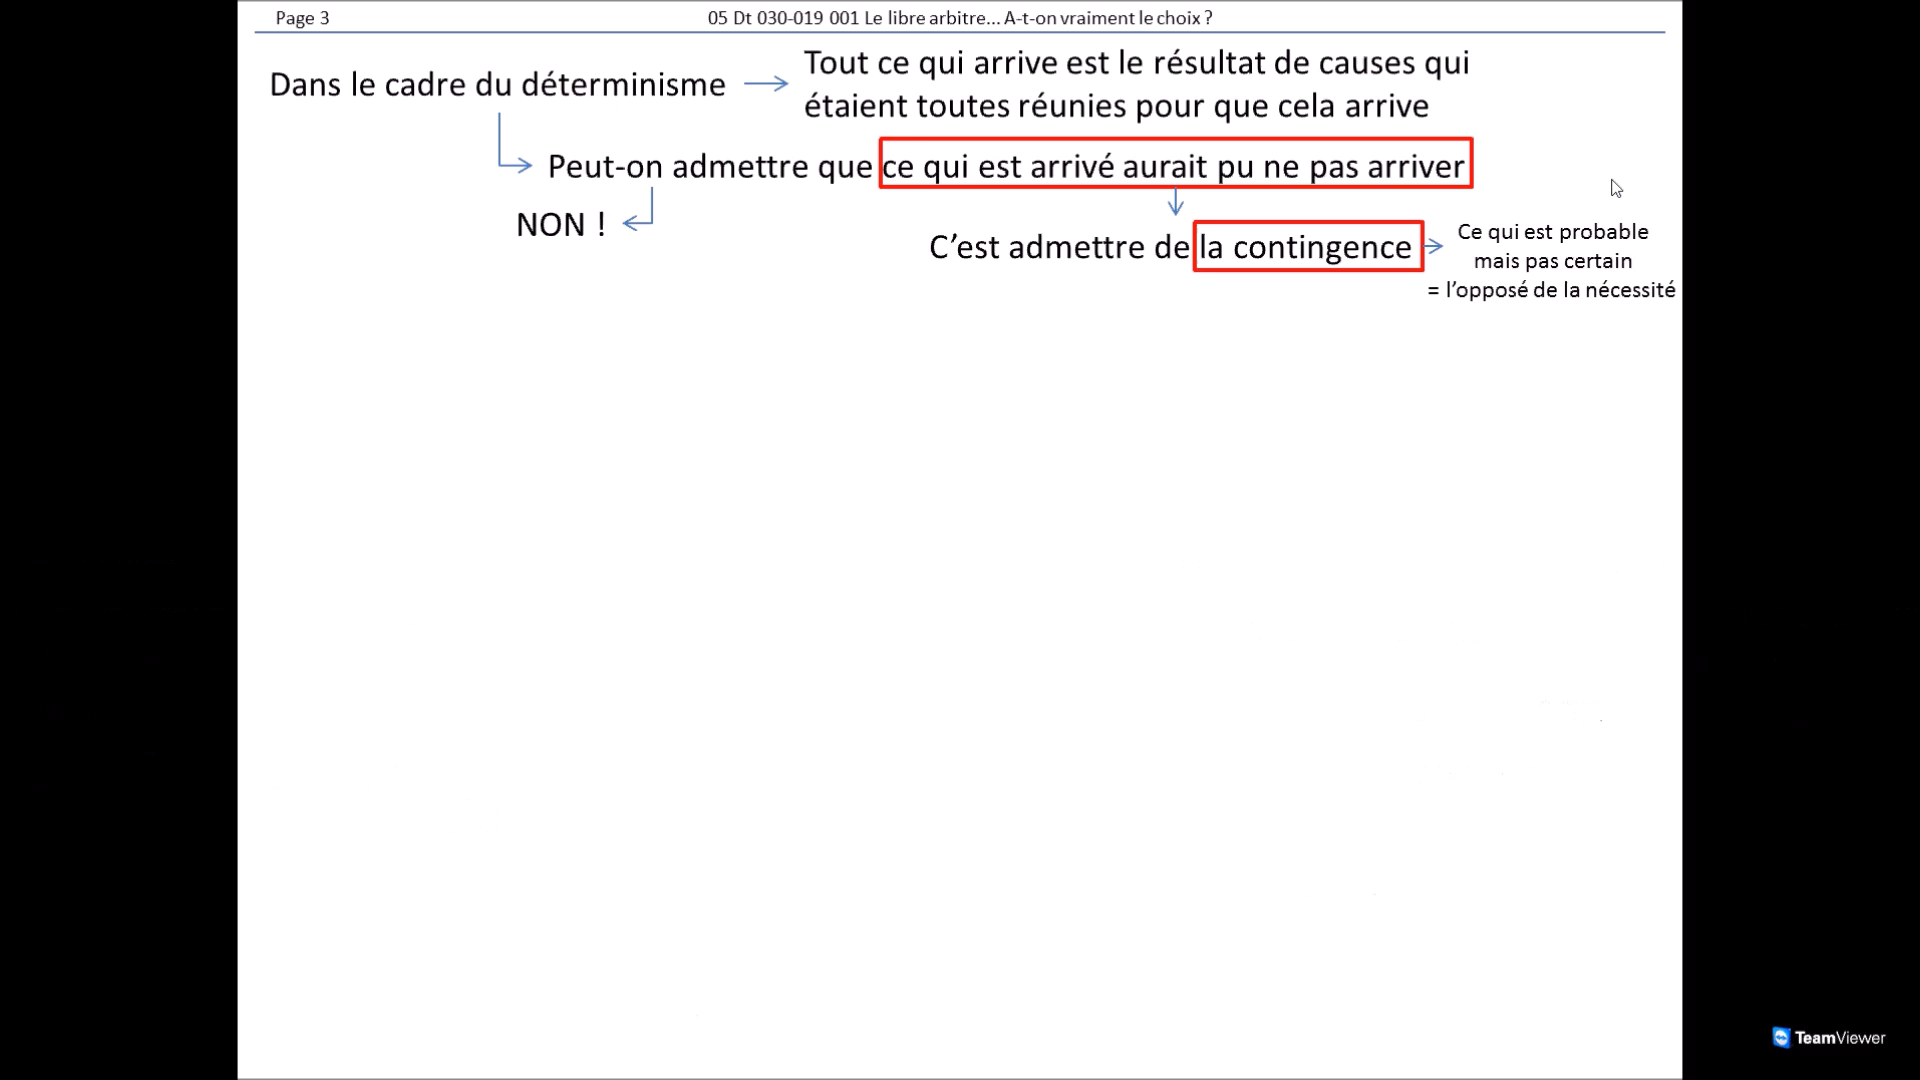 Page 3
05 Dt 030-019 001 Le libre arbitre... A-t-on vraiment le choix ?
Dans le cadre du déterminisme
Tout ce qui arrive est le résultat de causes qui
étaient toutes réunies pour que cela arrive
Peut-on admettre que ce qui est arrivé aurait pu ne pas arriver
NON !
C'est admettre de la contingence
Ce qui est probable
mais pas certain
= l'opposé de la nécessité
TeamViewer